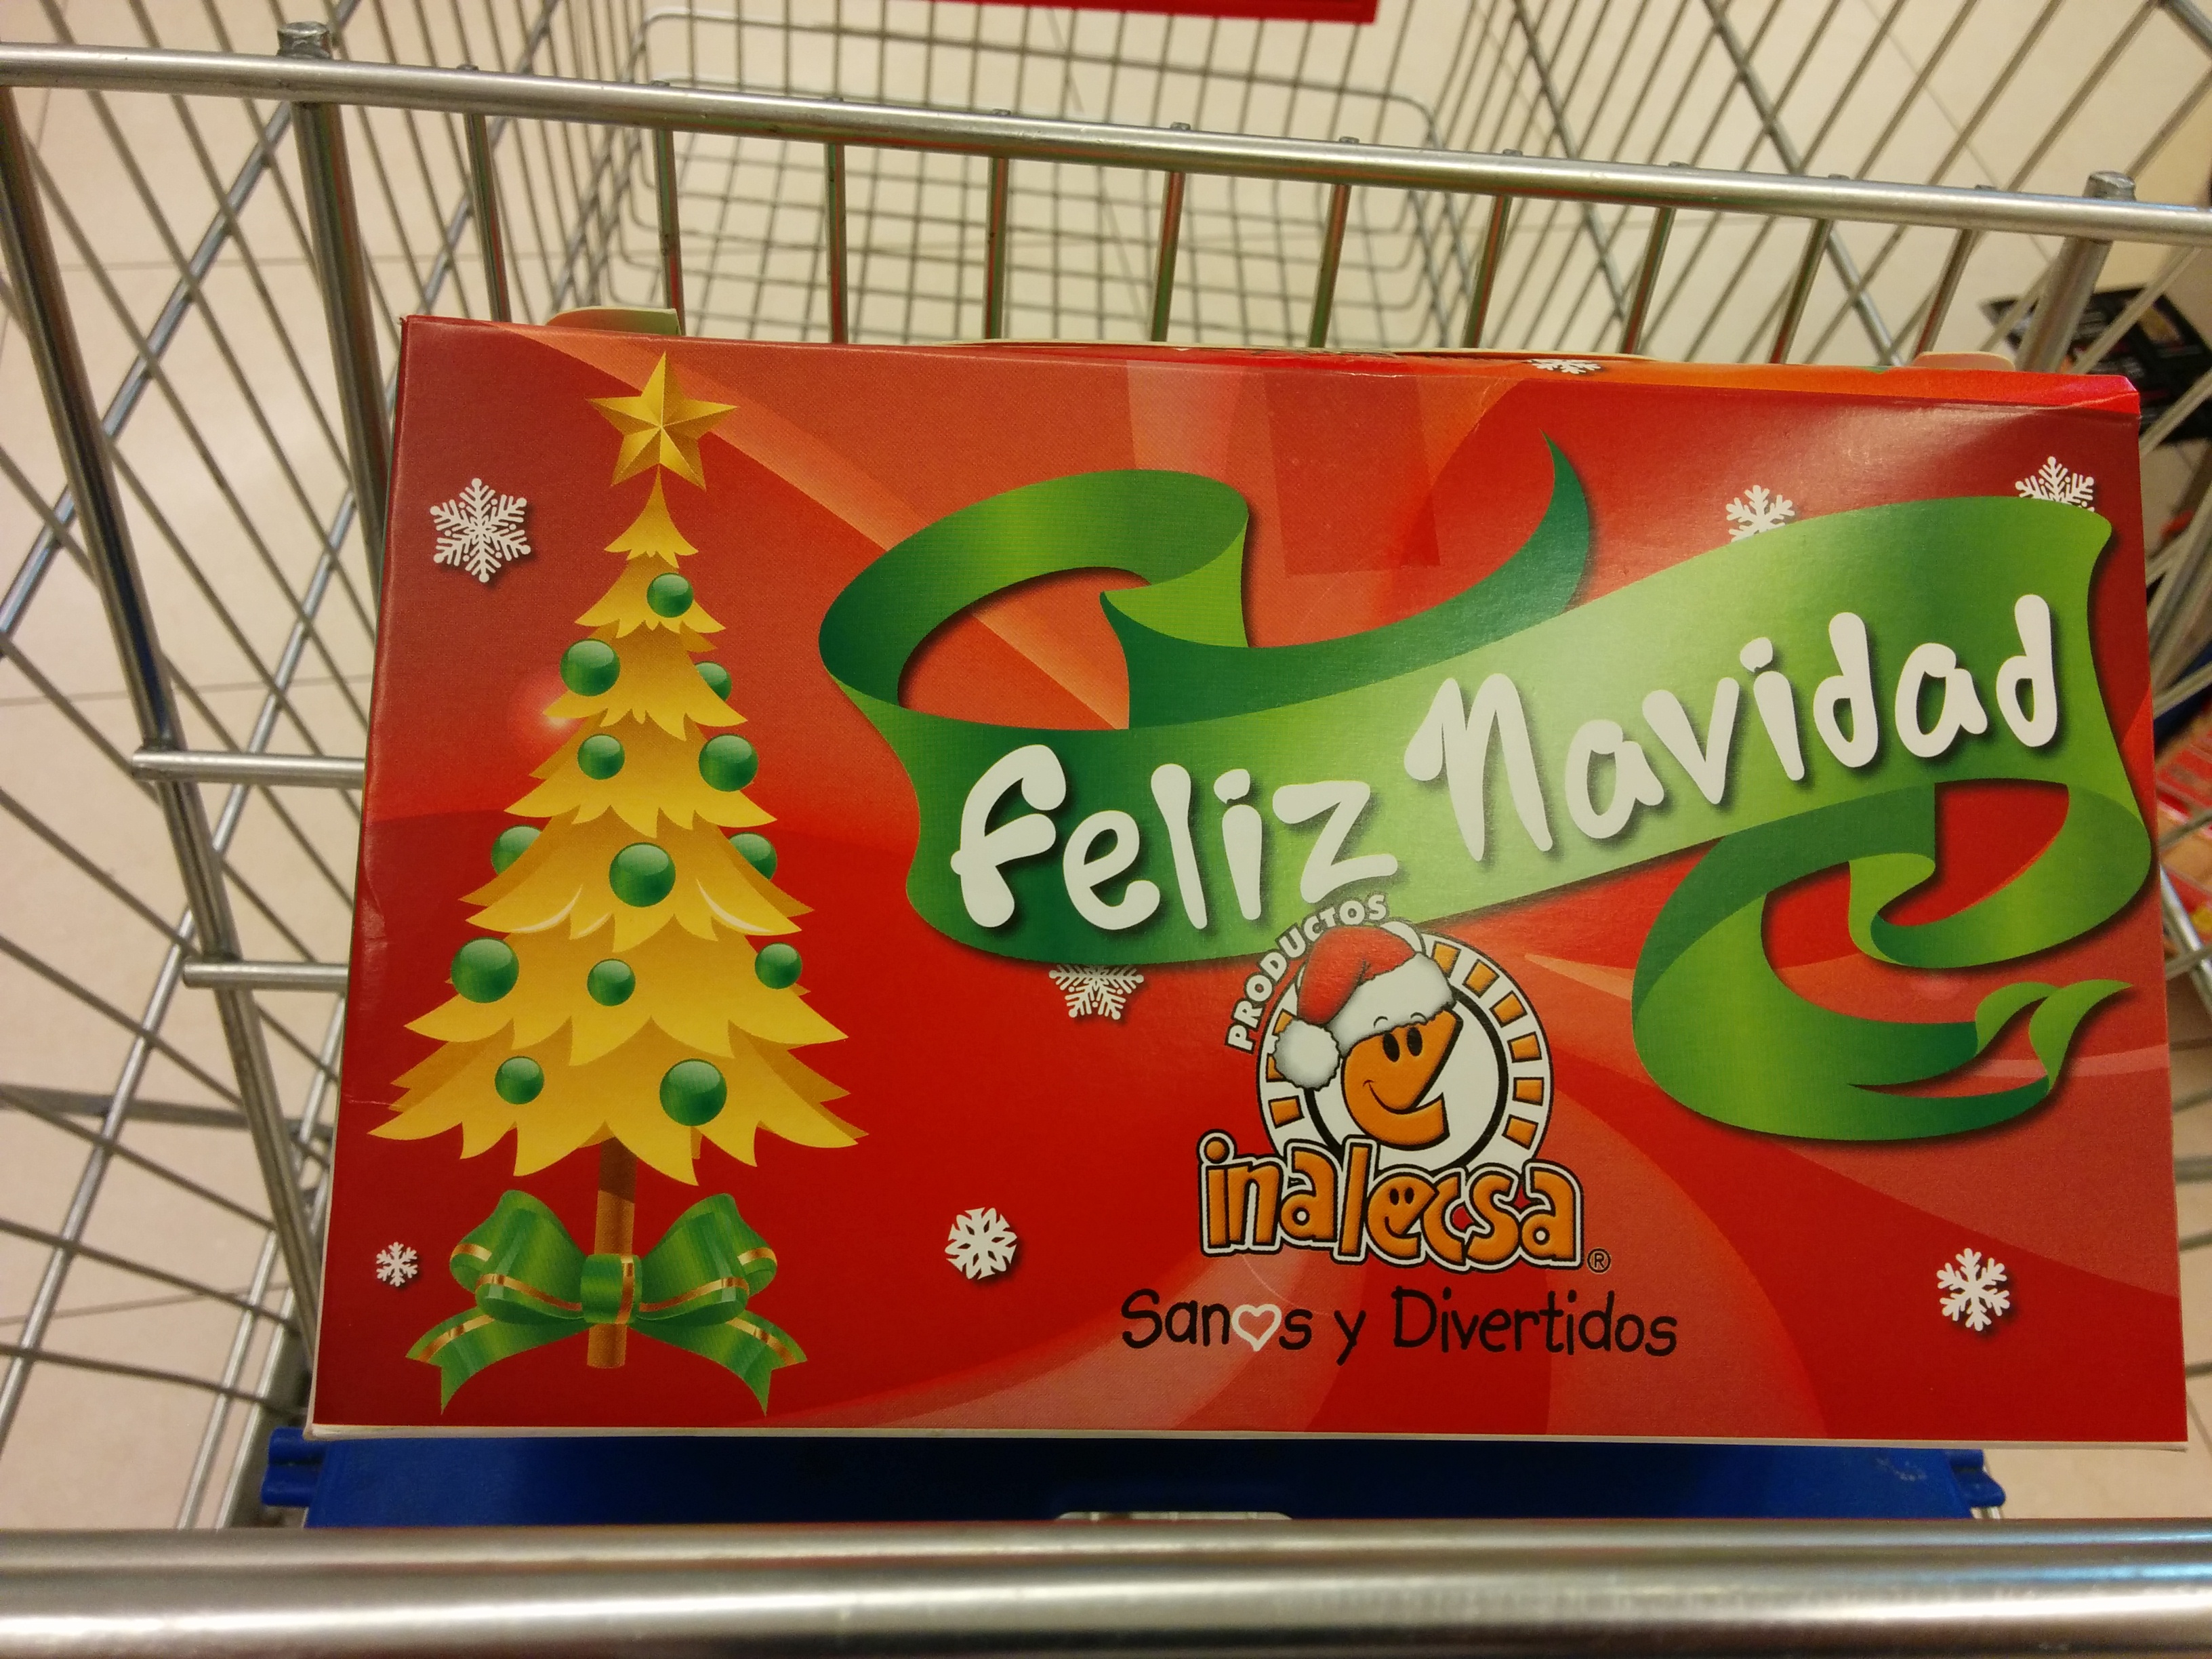 Feliz Navidad
PRODUCTOS
inalecsa®
Sanos y Divertidos